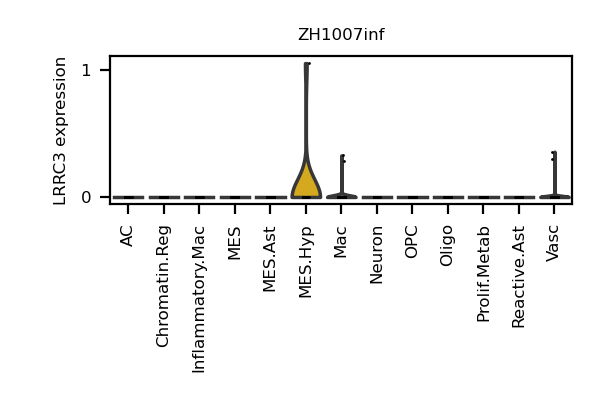 ZH1007inf
LRRC3 expression
1
0
AC
Chromatin.Reg
Inflammatory.Mac
MES
MES.Ast
MES.Hyp
Mac
Neuron
OPC
Oligo
Prolif.Metab
Reactive.Ast
Vasc